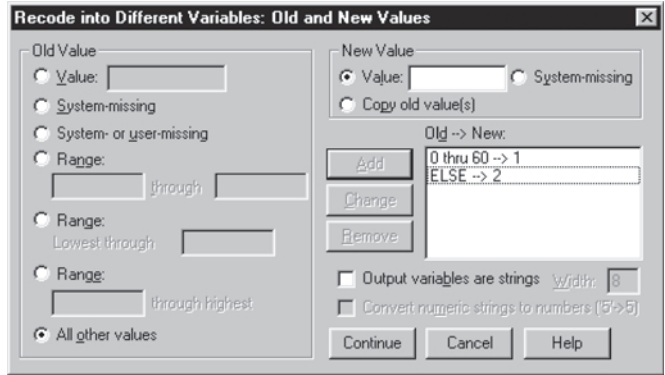 Recode into Different Variables: Old and New Values
Old Value
Value:
System-missing
System- or user-missing
Range:
through
Range:
Lowest through
Range:
through highest
All other values
New Value
Value:
System-missing
Copy old value(s)
Old --> New:
0 thru 60 --> 1
ELSE --> 2
Add
Change
Remove
Output variables are strings
Width:
8
Convert numeric strings to numbers ('5'->5)
Continue
Cancel
Help